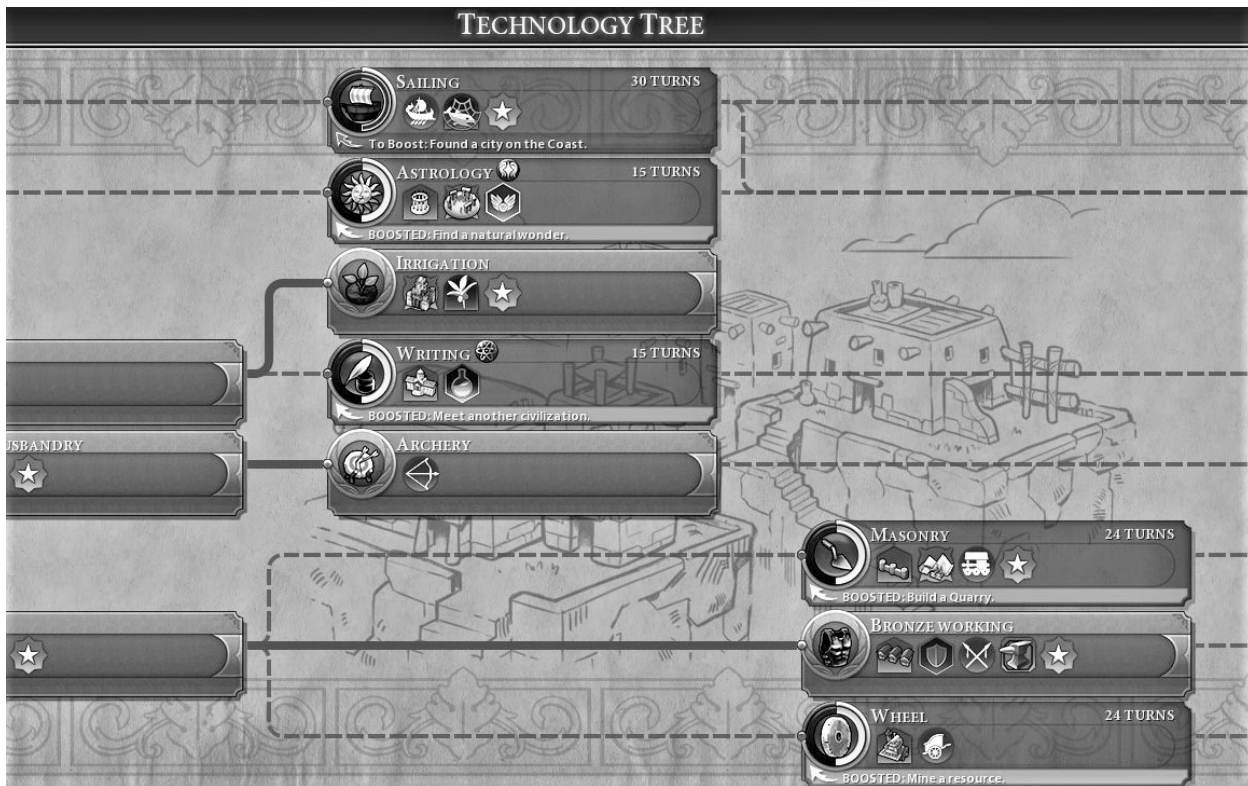 TECHNOLOGY TREE
SAILING 30 TURNS
To Boost: Found a city on the Coast.
ASTROLOGY 15 TURNS
BOOSTED: Find a natural wonder.
IRRIGATION
WRITING 15 TURNS
BOOSTED: Meet another civilization.
USBANDRY
ARCHERY
MASONRY 24 TURNS
BOOSTED: Build a Quarry.
BRONZE WORKING
WHEEL 24 TURNS
BOOSTED: Mine a resource.